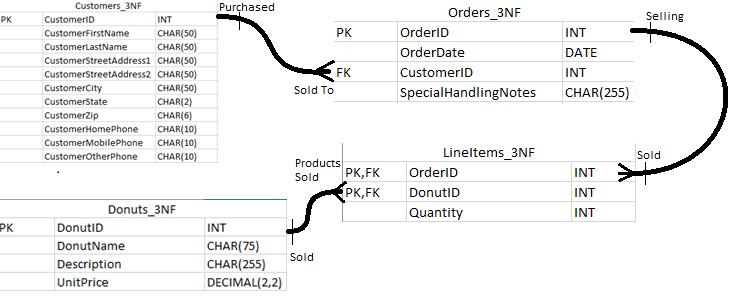 Customers_3NF
PK CustomerID INT
CustomerFirstName CHAR(50)
CustomerLastName CHAR(50)
CustomerStreetAddress1 CHAR(50)
CustomerStreetAddress2 CHAR(50)
CustomerCity CHAR(50)
CustomerState CHAR(2)
CustomerZip CHAR(6)
CustomerHomePhone CHAR(10)
CustomerMobilePhone CHAR(10)
CustomerOtherPhone CHAR(10)
Purchased
Sold To
Orders_3NF
PK OrderID INT
OrderDate DATE
FK CustomerID INT
SpecialHandlingNotes CHAR(255)
Selling
Sold
LineItems_3NF
PK,FK OrderID INT
PK,FK DonutID INT
Quantity INT
Products
Sold
Donuts_3NF
PK DonutID INT
DonutName CHAR(75)
Description CHAR(255)
UnitPrice DECIMAL(2,2)
Sold